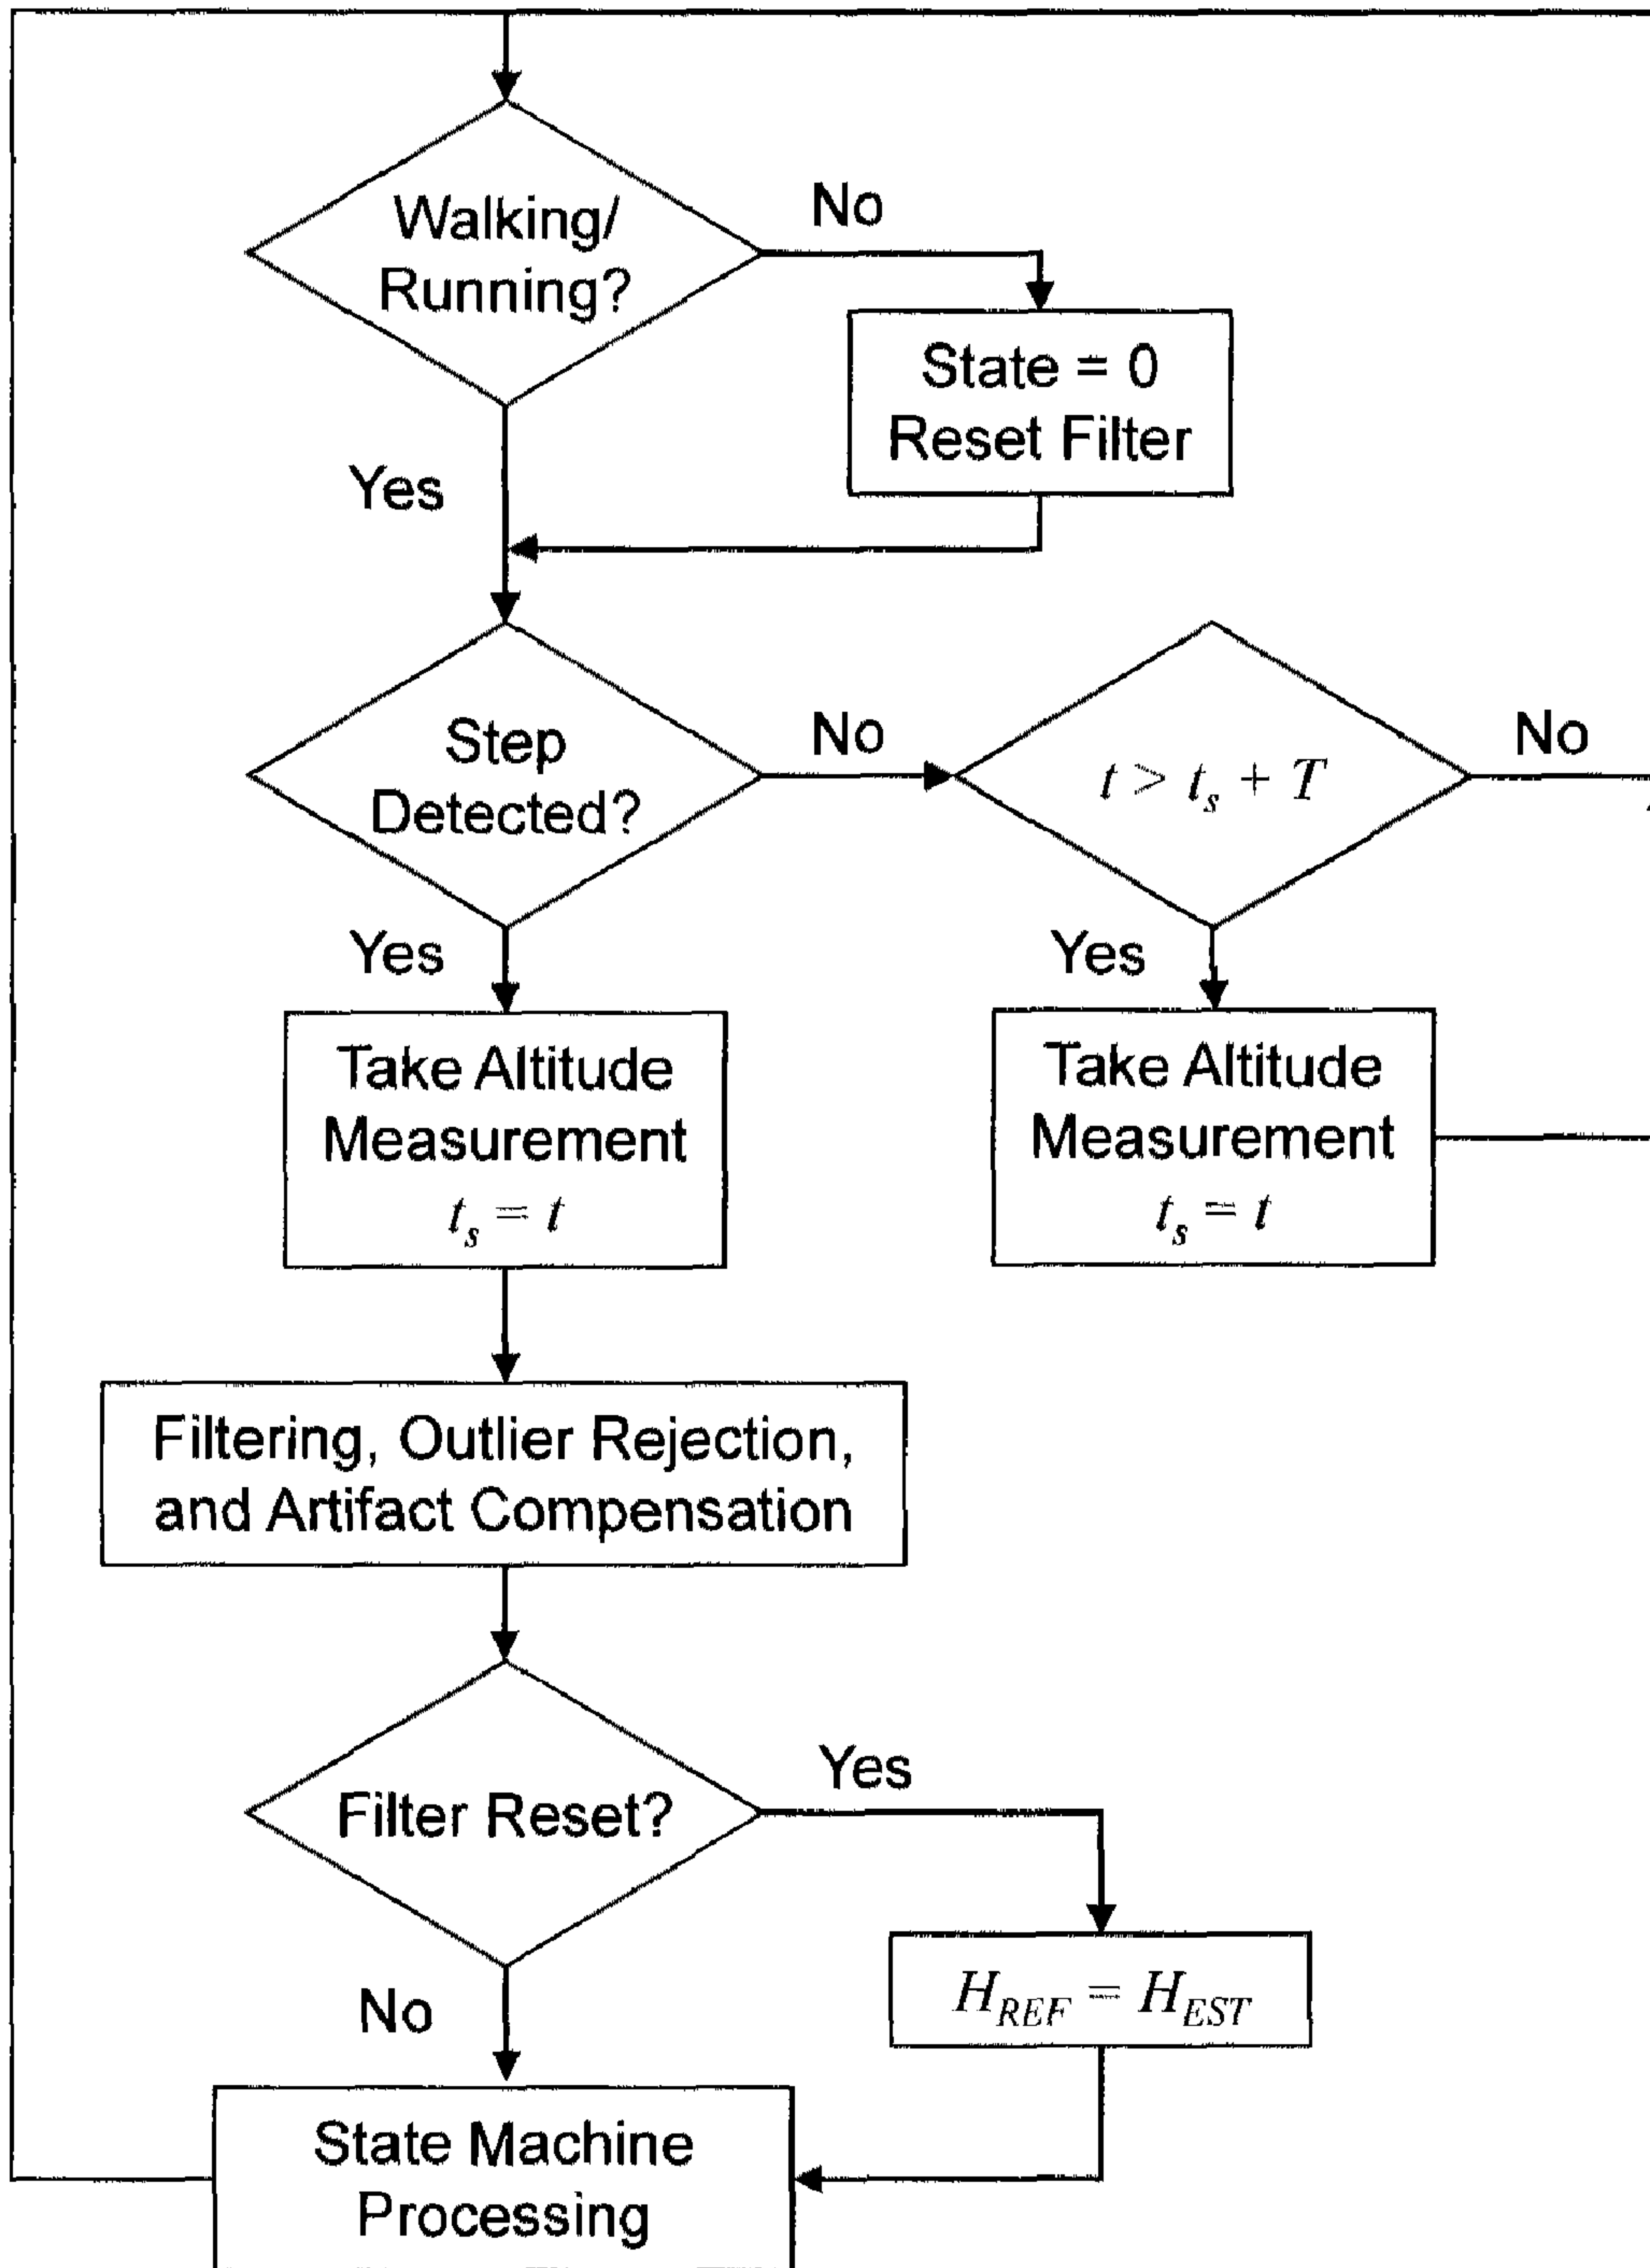 Walking/
Running?
No
State = 0
Reset Filter
Yes
Step
Detected?
No
t > t_s + T
No
Yes
Take Altitude
Measurement
t_s = t
Yes
Take Altitude
Measurement
t_s = t
Filtering, Outlier Rejection,
and Artifact Compensation
Filter Reset?
Yes
H_REF = H_EST
No
State Machine
Processing